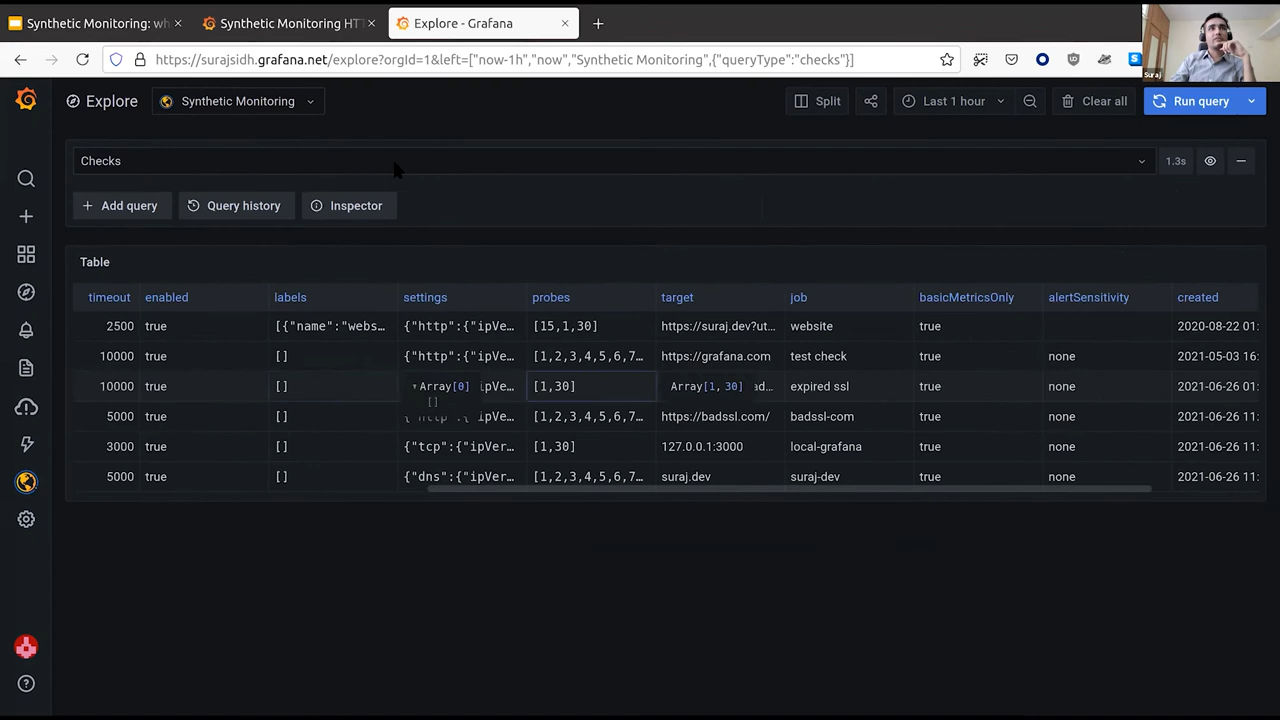 Synthetic Monitoring: wh
Synthetic Monitoring HTT
Explore - Grafana
https://surajsidh.grafana.net/explore?orgId=1&left=["now-1h","now","Synthetic Monitoring",{"queryType":"checks"}]
Suraj
Explore
Synthetic Monitoring
Split
Last 1 hour
Clear all
Run query
Checks
1.3s
Add query
Query history
Inspector
Table
timeout enabled labels settings probes target job basicMetricsOnly alertSensitivity created
2500 true [{"name":"webs… {"http":{"ipVe… [15,1,30] https://suraj.dev?ut… website true 2020-08-22 01:
10000 true [] {"http":{"ipVe… [1,2,3,4,5,6,7… https://grafana.com test check true none 2021-05-03 16:
10000 true [] Array[0] ipVe… [1,30] Array[1, 30] ad… expired ssl true none 2021-06-26 01:
[]
5000 true [] {"http":{"ipVe… [1,2,3,4,5,6,7… https://badssl.com/ badssl-com true none 2021-06-26 11:
3000 true [] {"tcp":{"ipVer… [1,30] 127.0.0.1:3000 local-grafana true none 2021-06-26 11:
5000 true [] {"dns":{"ipVer… [1,2,3,4,5,6,7… suraj.dev suraj-dev true none 2021-06-26 11: